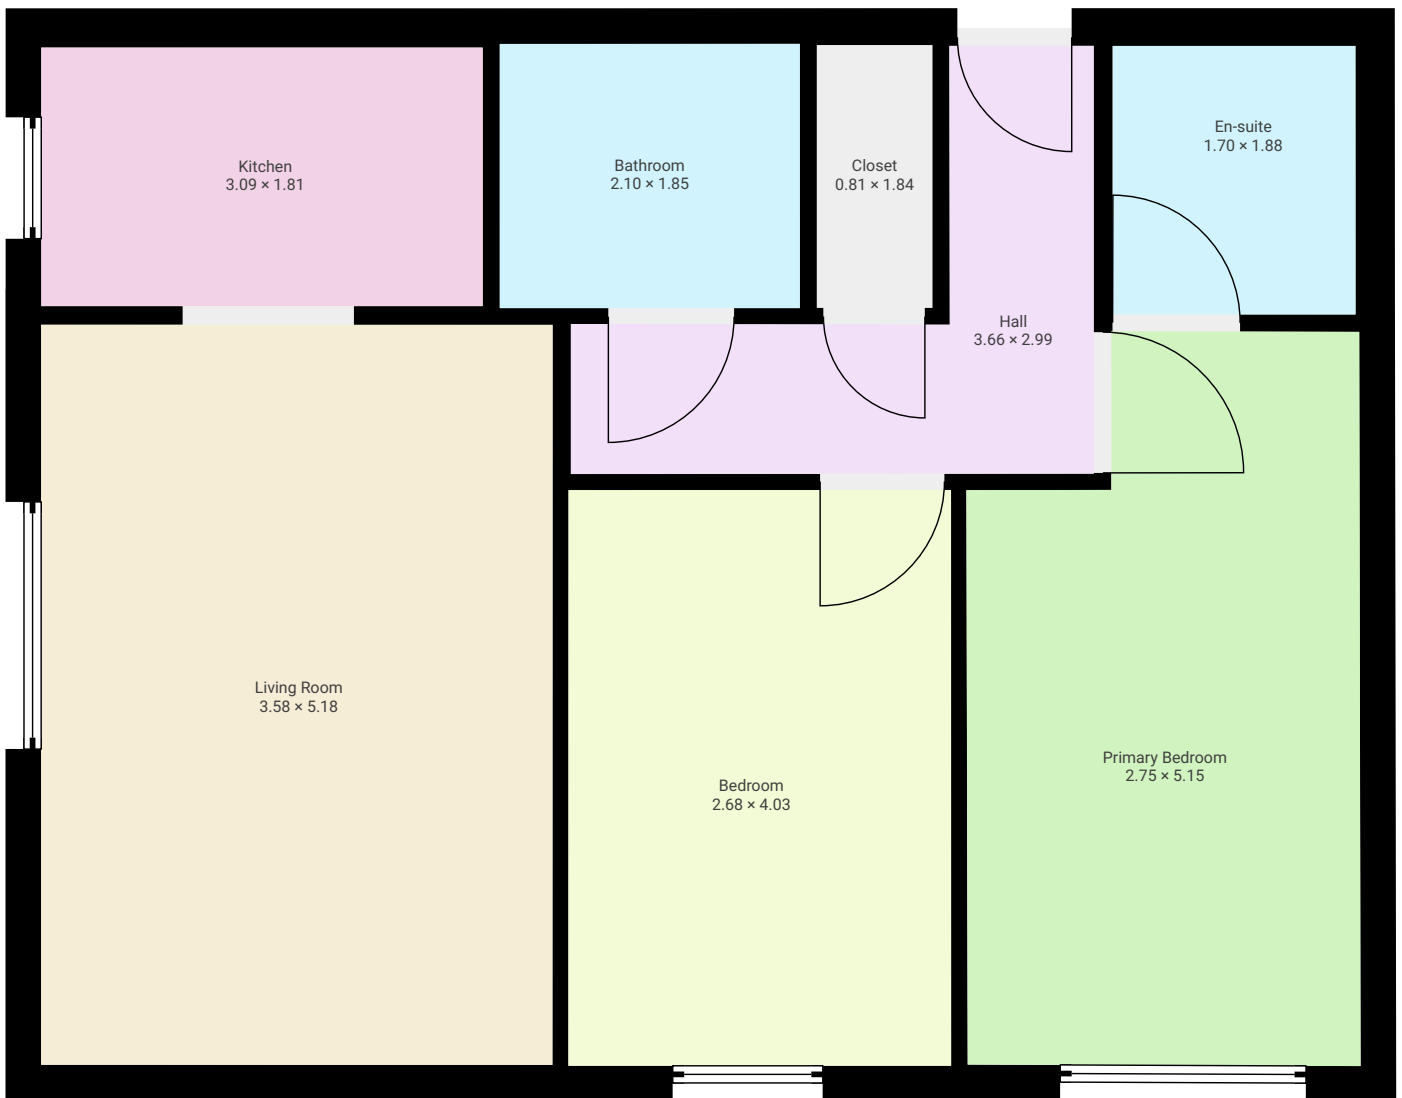 Kitchen
3.09 × 1.81
Bathroom
2.10 × 1.85
Closet
0.81 × 1.84
Hall
3.66 × 2.99
En-suite
1.70 × 1.88
Living Room
3.58 × 5.18
Bedroom
2.68 × 4.03
Primary Bedroom
2.75 × 5.15